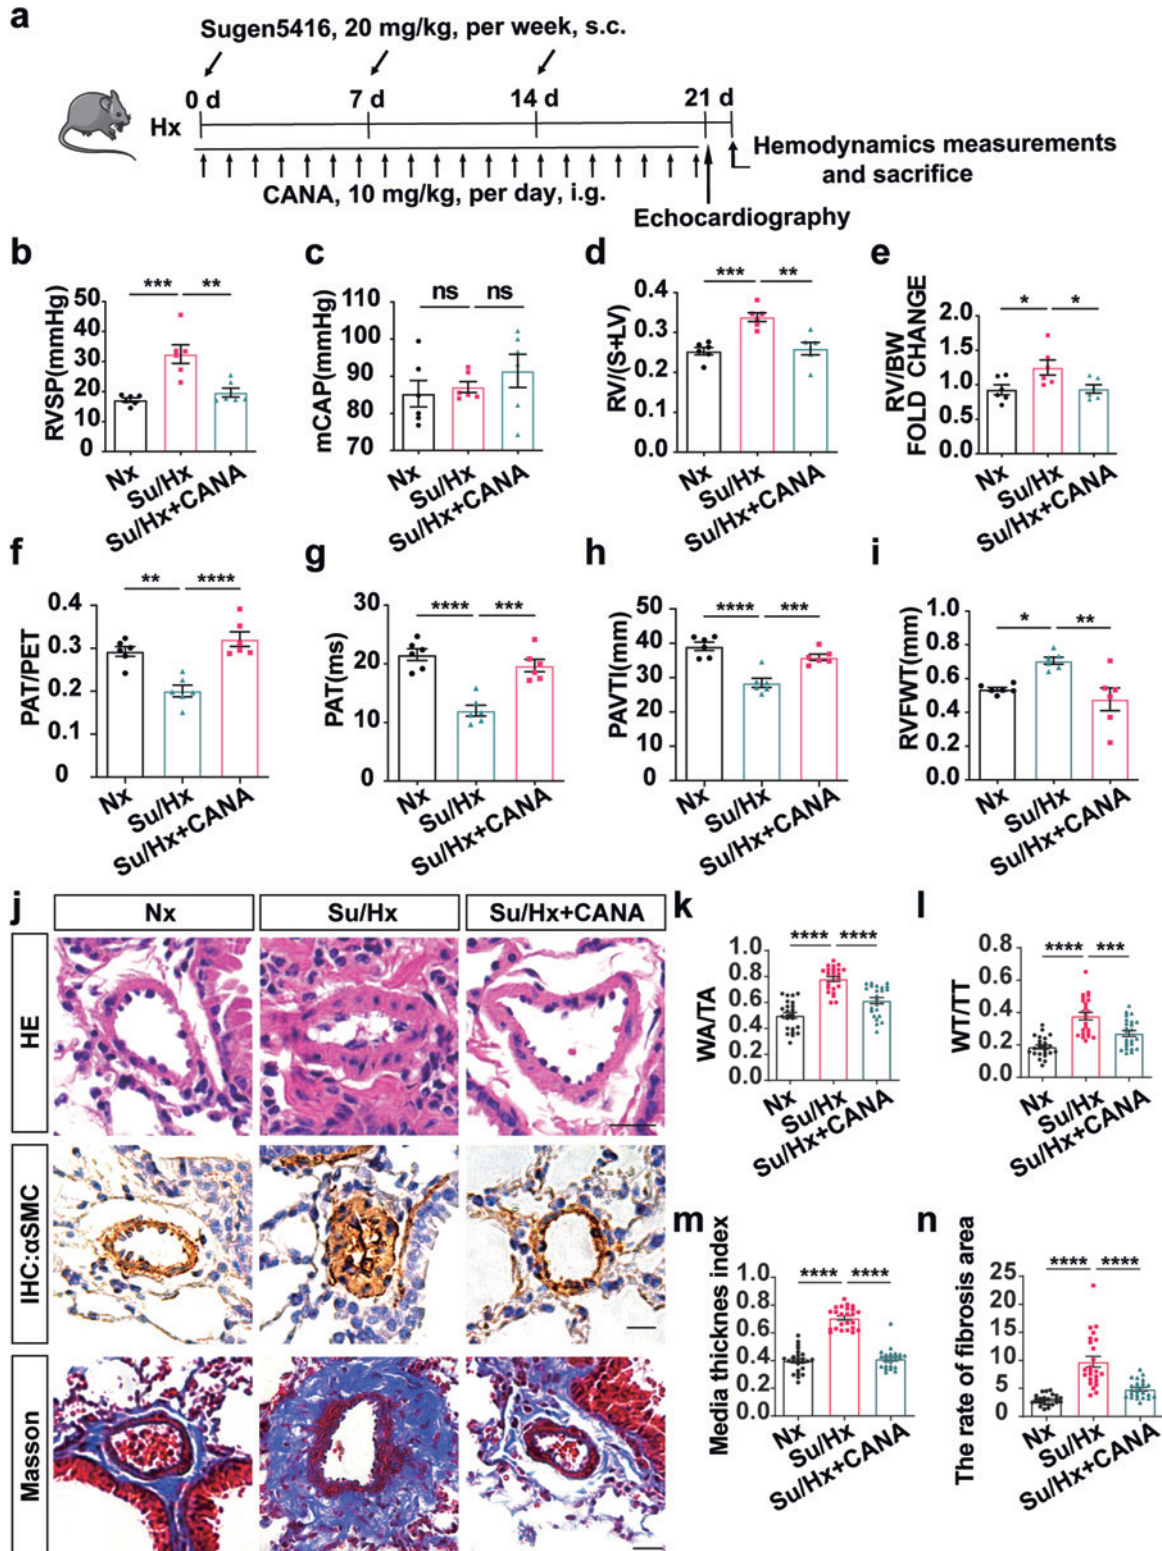 a
Sugen5416, 20 mg/kg, per week, s.c.
0 d 7 d 14 d 21 d
Hx
CANA, 10 mg/kg, per day, i.g.
Hemodynamics measurements
and sacrifice
Echocardiography
b
*** **
RVSP(mmHg)
50
40
30
20
10
0
Nx Su/Hx Su/Hx+CANA
c
ns ns
mCAP(mmHg)
110
100
90
80
70
Nx Su/Hx Su/Hx+CANA
d
*** **
RV/(S+LV)
0.4
0.3
0.2
0.1
0.0
Nx Su/Hx Su/Hx+CANA
e
* *
RV/BW
FOLD CHANGE
2.0
1.5
1.0
0.5
0.0
Nx Su/Hx Su/Hx+CANA
f
** ****
PAT/PET
0.4
0.3
0.2
0.1
0
Nx Su/Hx Su/Hx+CANA
g
**** ***
PAT(ms)
30
20
10
0
Nx Su/Hx Su/Hx+CANA
h
**** ***
PAVTI(mm)
50
40
30
20
10
0
Nx Su/Hx Su/Hx+CANA
i
* **
RVFWT(mm)
1.0
0.8
0.6
0.4
0.2
0.0
Nx Su/Hx Su/Hx+CANA
j
Nx Su/Hx Su/Hx+CANA
HE
IHC:αSMC
Masson
k
**** ****
WA/TA
1.0
0.8
0.6
0.4
0.2
0.0
Nx Su/Hx Su/Hx+CANA
l
**** ***
WT/TT
0.8
0.6
0.4
0.2
0.0
Nx Su/Hx Su/Hx+CANA
m
**** ****
Media thicknes index
1.0
0.8
0.6
0.4
0.2
0.0
Nx Su/Hx Su/Hx+CANA
n
**** ****
The rate of fibrosis area
25
20
15
10
5
0
Nx Su/Hx Su/Hx+CANA